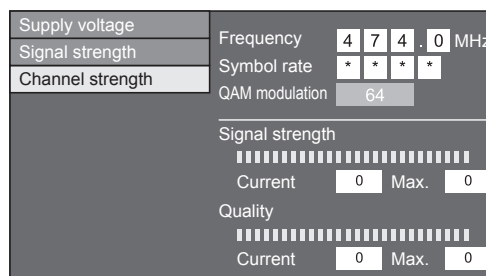 Supply voltage
Signal strength
Channel strength
Frequency 4 7 4 . 0 MHz
Symbol rate * * * *
QAM modulation 64
Signal strength
Current 0 Max. 0
Quality
Current 0 Max. 0